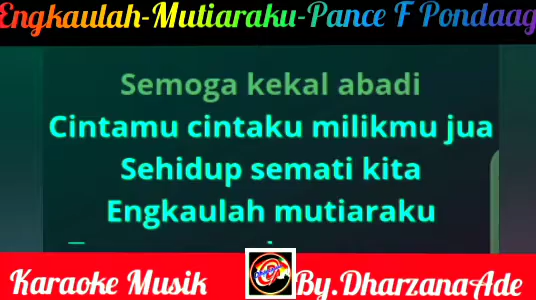 Engkaulah-Mutiaraku-Pance F Pondaag
Semoga kekal abadi
Cintamu cintaku milikmu jua
Sehidup semati kita
Engkaulah mutiaraku
Karaoke Musik
By.DharzanaAde